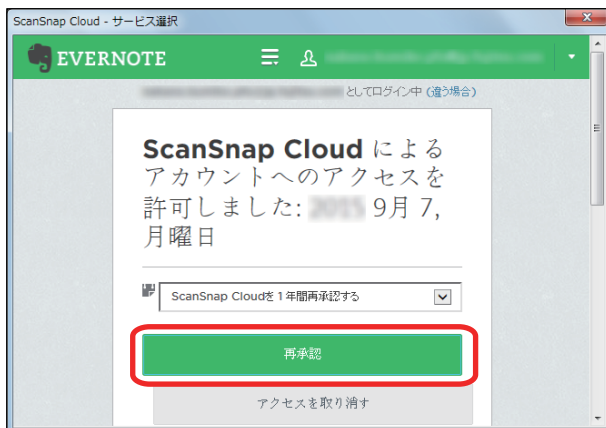 ScanSnap Cloud - サービス選択
EVERNOTE
としてログイン中 (違う場合)
ScanSnap Cloud による
アカウントへのアクセスを
許可しました: 2015 9月 7,
月曜日
ScanSnap Cloudを1年間再承認する
再承認
アクセスを取り消す